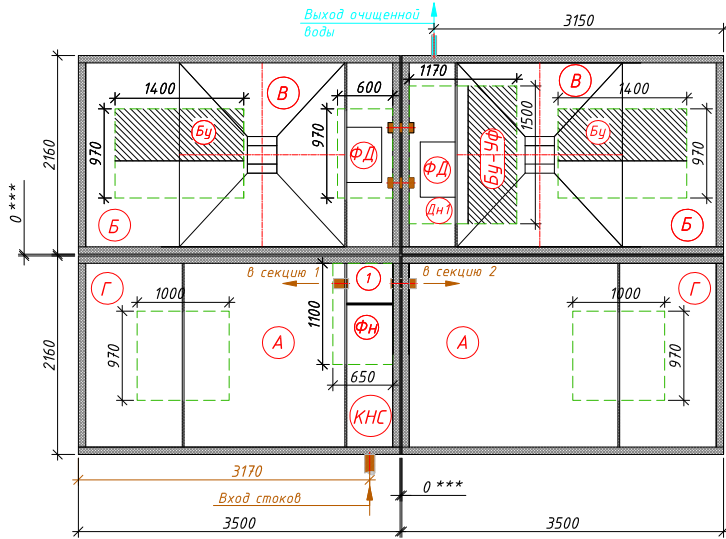 Выход очищенной
воды
3150
1400
В
600
1170
В
1400
970
Бу
970
ФД
ФД
1500
Бу-УФ
Бу
970
2160
Дн1
Б
Б
0 ***
в секцию 1
1
в секцию 2
Г
Г
1000
1100
Фн
1000
970
А
А
970
2160
650
КНС
3170
0 ***
Вход стоков
3500
3500